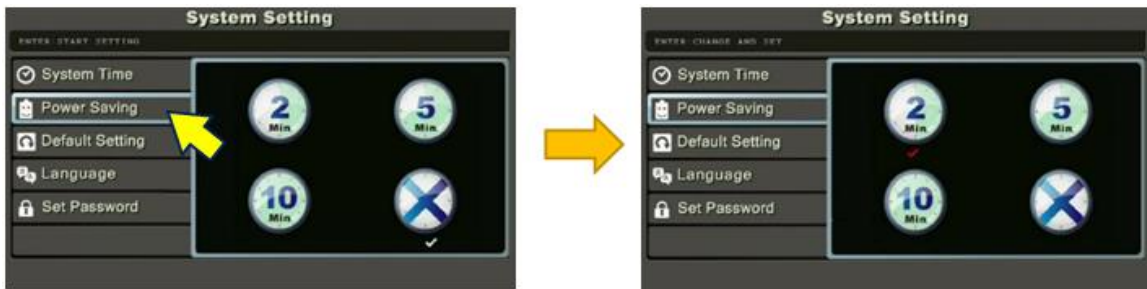 System Setting
ENTER:START SETTING
System Time
Power Saving
Default Setting
Language
Set Password
2
Min
5
Min
10
Min
System Setting
ENTER CHANGE AND SET
System Time
Power Saving
Default Setting
Language
Set Password
2
Min
5
Min
10
Min